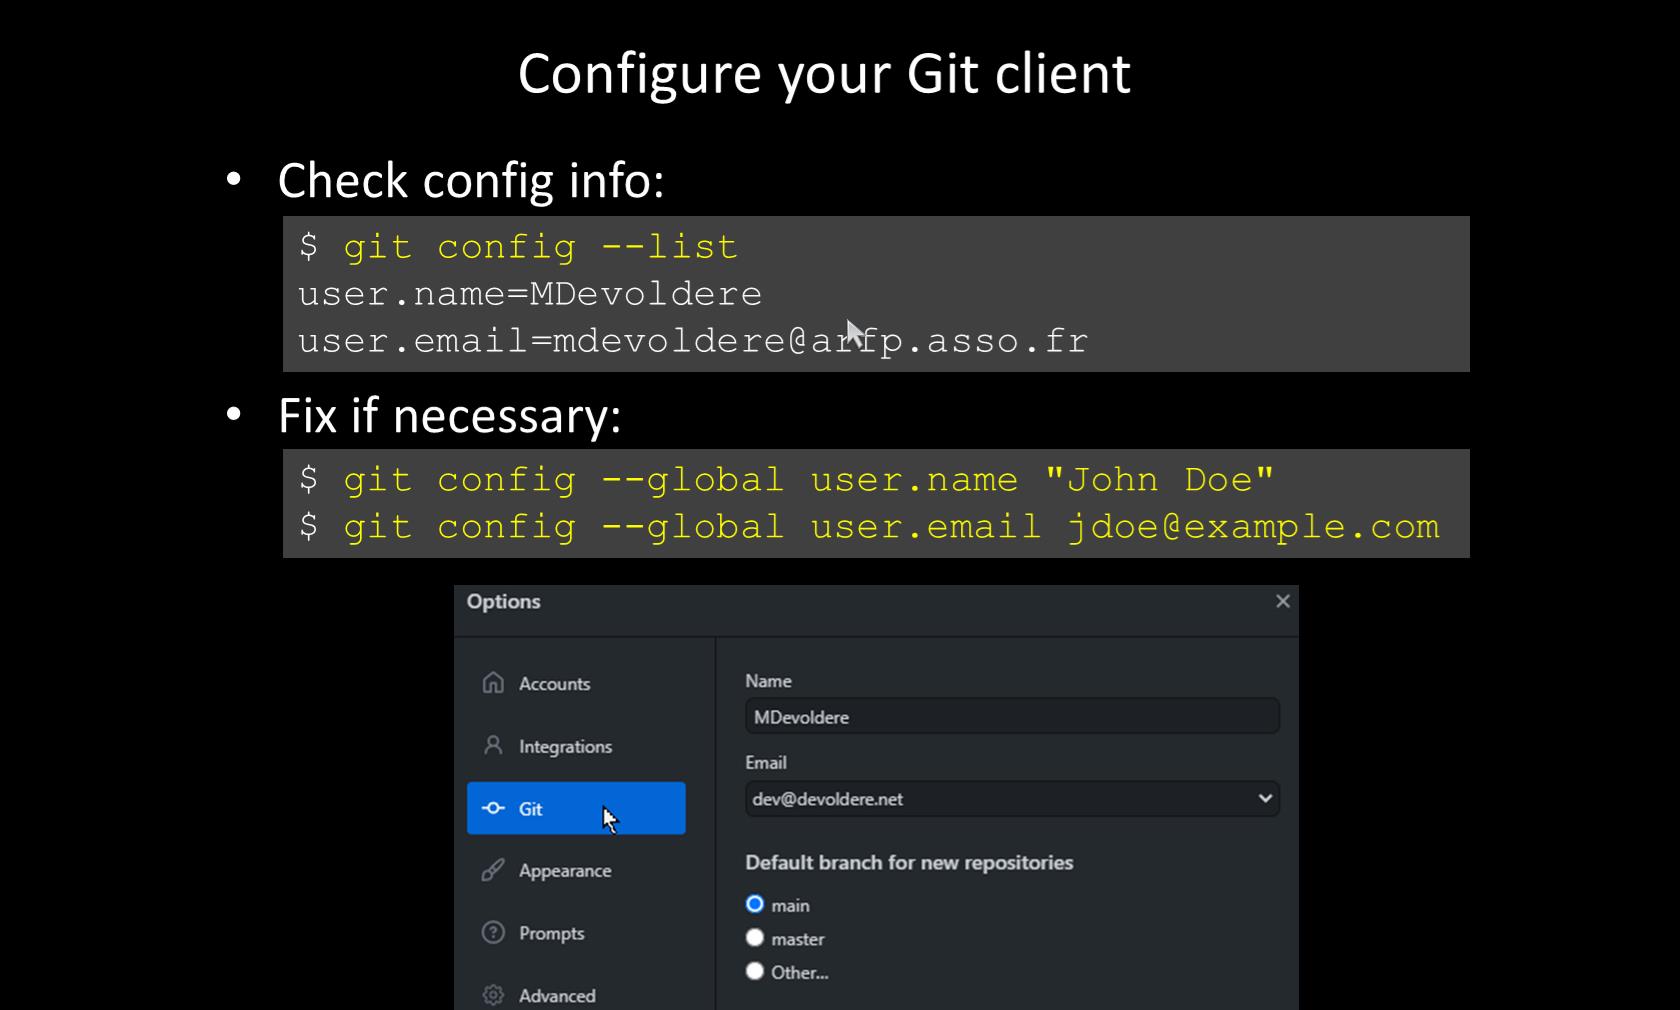 Configure your Git client
• Check config info:
$ git config --list
user.name=MDevoldere
user.email=mdevoldere@arfp.asso.fr
• Fix if necessary:
$ git config --global user.name "John Doe"
$ git config --global user.email jdoe@example.com
Options
Accounts
Integrations
Git
Appearance
Prompts
Advanced
Name
MDevoldere
Email
dev@devoldere.net
Default branch for new repositories
main
master
Other...